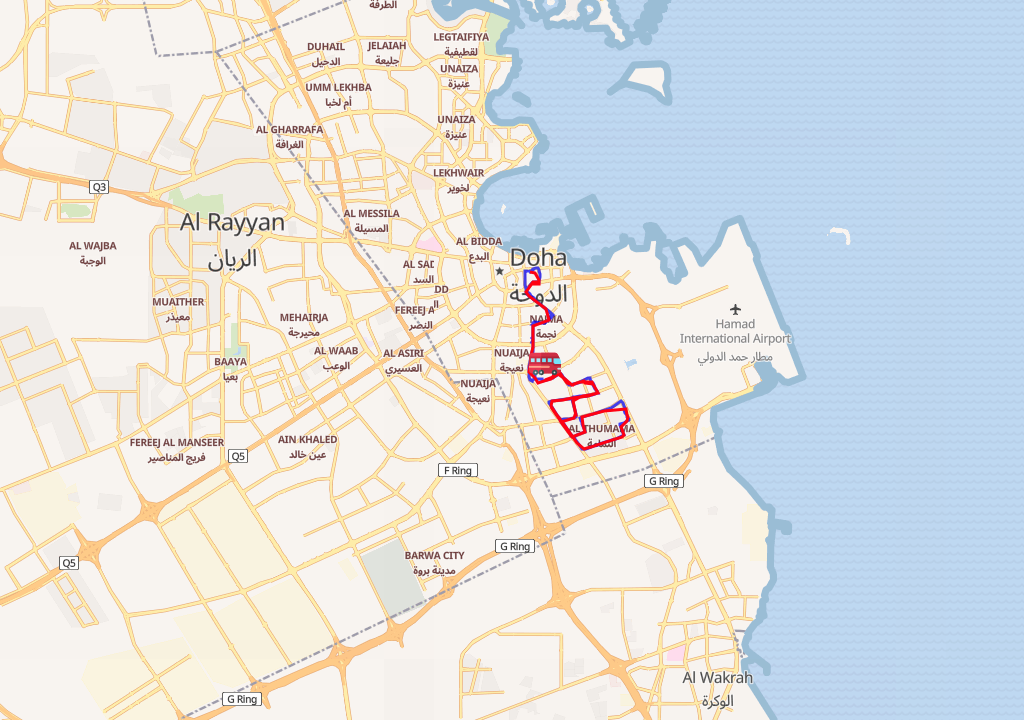 الطرفة
LEGTAIFIYA
لقطيفية
DUHAIL
الدحيل
JELAIAH
جليعة
UNAIZA
عنيزة
UMM LEKHBA
أم لخبا
UNAIZA
عنيزة
AL GHARRAFA
الغرافة
LEKHWAIR
لخوير
Q3
Al Rayyan
الريان
AL MESSILA
المسيلة
AL WAJBA
الوجبة
AL BIDDA
البدع
Doha
الدوحة
AL SAD
السد
DD
MUAITHER
معيذر
MEHAIRJA
محيرجة
FEREEJ A
النصر
NAJMA
نجمة
Hamad
International Airport
مطار حمد الدولي
AL WAAB
الوعب
AL ASIRI
العسيري
NUAIJA
نعيجة
BAAYA
بعيا
NUAIJA
نعيجة
AL THUMAMA
الثمامة
FEREEJ AL MANSEER
فريج المناصير
AIN KHALED
عين خالد
Q5
F Ring
G Ring
G Ring
BARWA CITY
مدينة بروة
Q5
Al Wakrah
الوكرة
G Ring